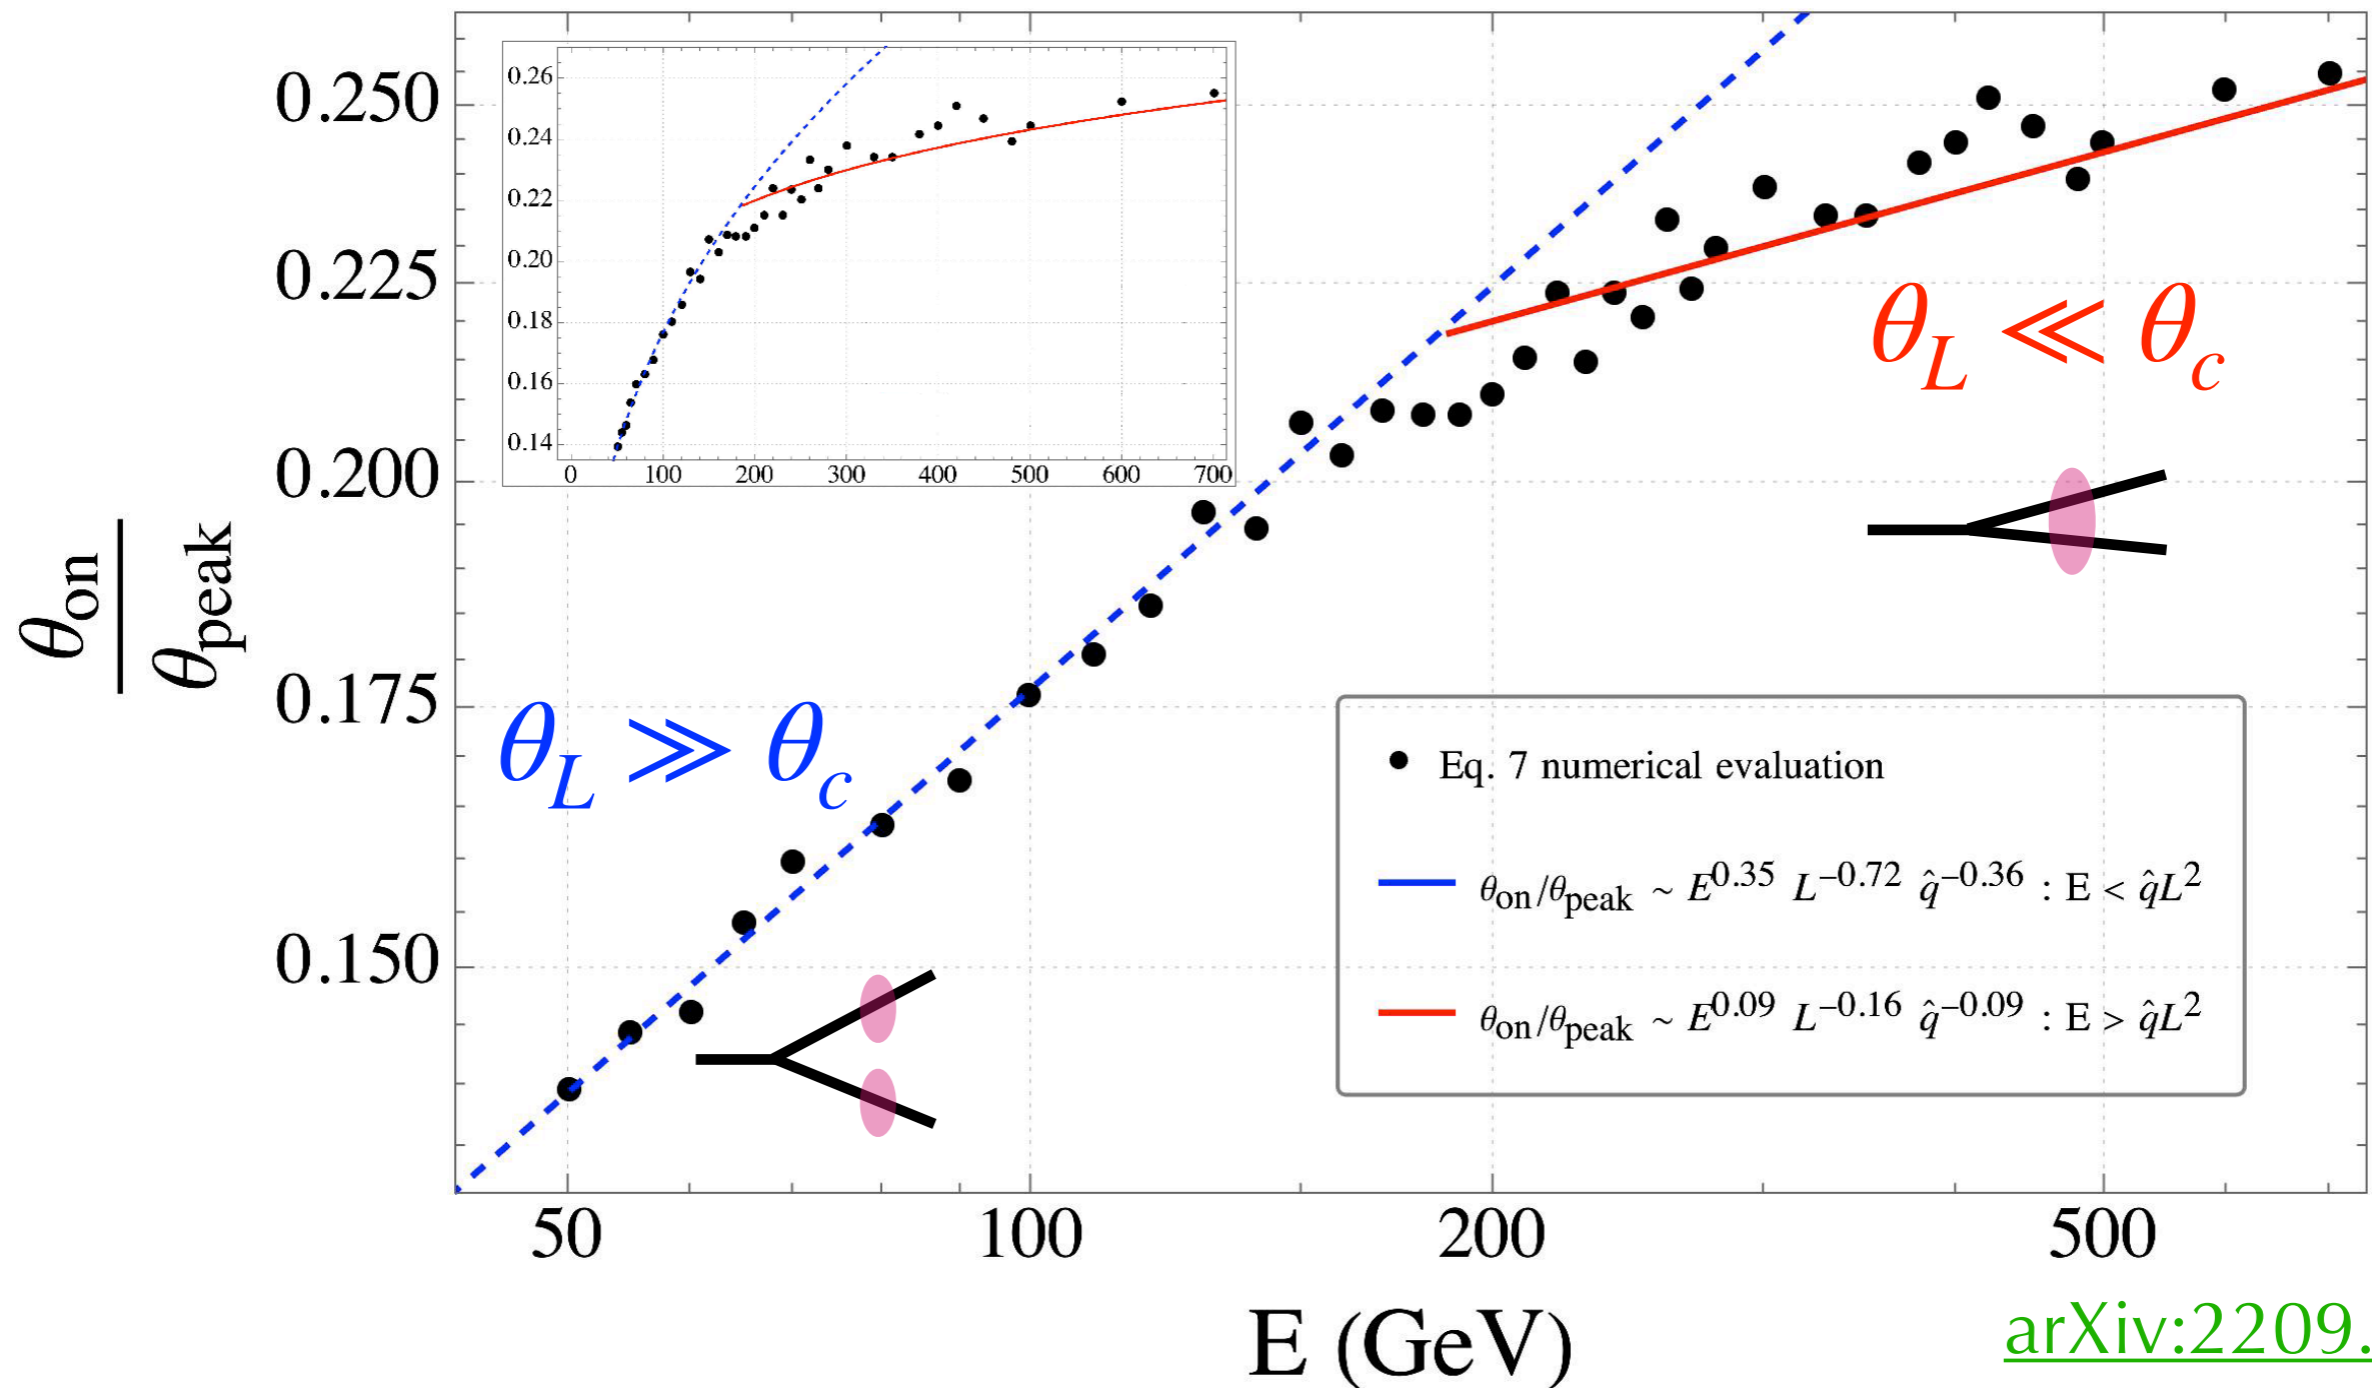 0.250
0.225
0.200
0.175
0.150
θon
θpeak
0.26
0.24
0.22
0.20
0.18
0.16
0.14
0 100 200 300 400 500 600 700
θL ≪ θc
θL ≫ θc
● Eq. 7 numerical evaluation
θon/θpeak ~ E^0.35 L^−0.72 q̂^−0.36 : E < q̂L^2
θon/θpeak ~ E^0.09 L^−0.16 q̂^−0.09 : E > q̂L^2
50 100 200 500
E (GeV)
arXiv:2209.